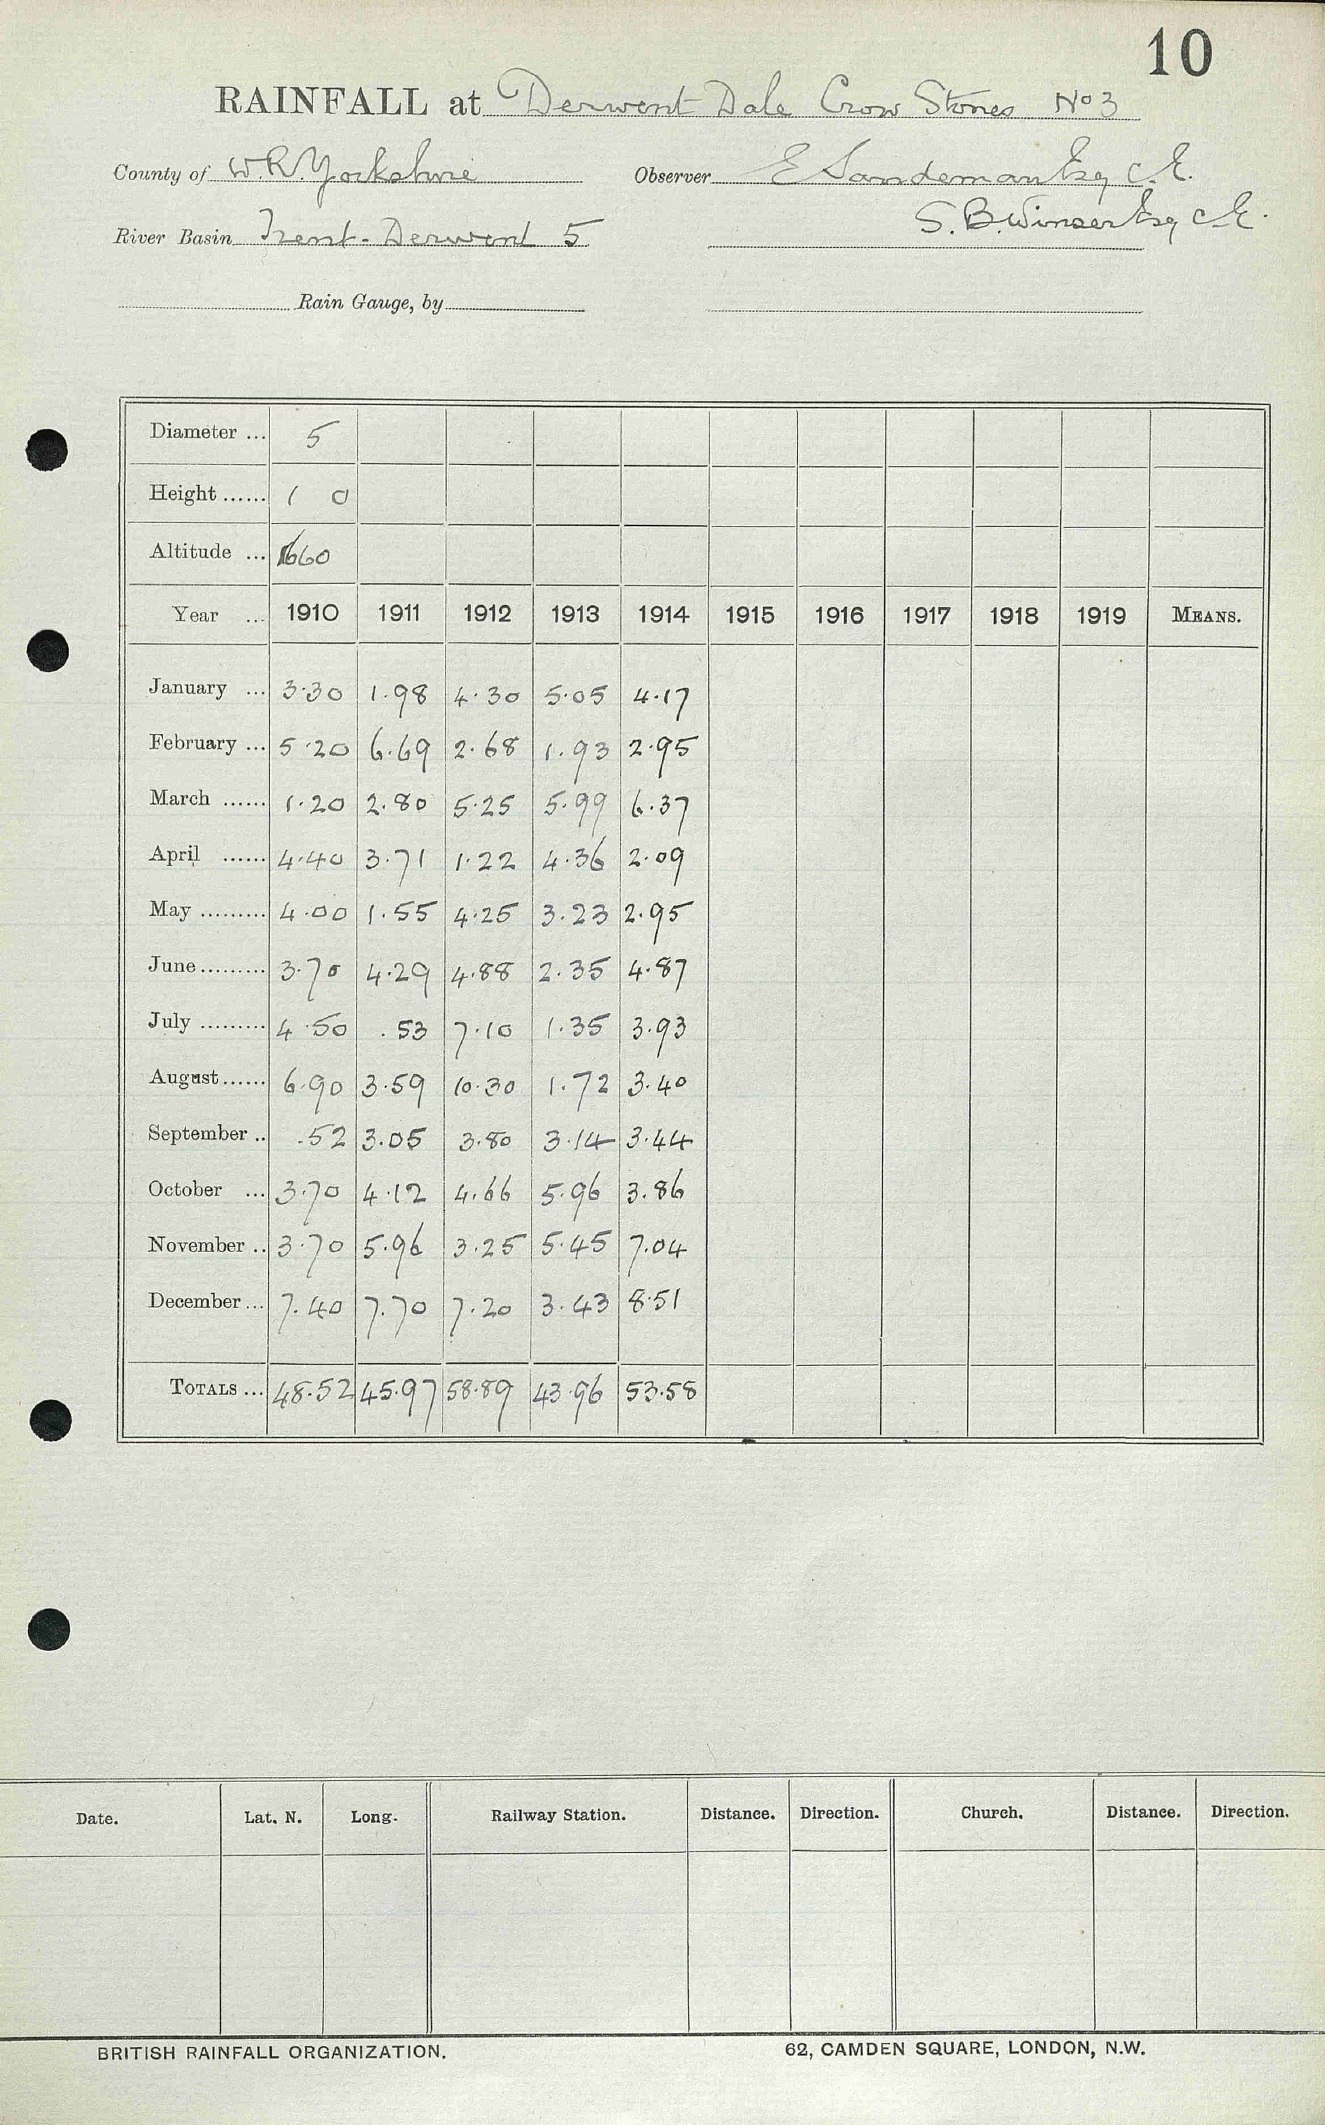 10
RAINFALL at Derwent Dale Crow Stones No 3
County of W.R. Yorkshire Observer E Sandeman Esq C.E.
S.B. Winser Esq C.E.
River Basin Trent-Derwent 5
Rain Gauge, by
Diameter ... 5
Height ...... 1 0
Altitude ... 1660
Year ... 1910 1911 1912 1913 1914 1915 1916 1917 1918 1919 MEANS.
January ... 3.30 1.98 4.30 5.05 4.17
February ... 5.20 6.69 2.68 1.93 2.95
March ...... 1.20 2.80 5.25 5.99 6.37
April ...... 4.40 3.71 1.22 4.36 2.09
May ......... 4.00 1.55 4.25 3.23 2.95
June ......... 3.70 4.29 4.88 2.35 4.87
July ......... 4.50 .53 7.10 1.35 3.93
August ...... 6.90 3.59 10.30 1.72 3.40
September .. .52 3.05 3.80 3.14 3.44
October ... 3.70 4.12 4.66 5.96 3.86
November .. 3.70 5.96 3.25 5.45 7.04
December ... 7.40 7.70 7.20 3.43 8.51
TOTALS ... 48.52 45.97 58.89 43.96 53.58
Date. Lat. N. Long. Railway Station. Distance. Direction. Church. Distance. Direction.
BRITISH RAINFALL ORGANIZATION. 62, CAMDEN SQUARE, LONDON, N.W.